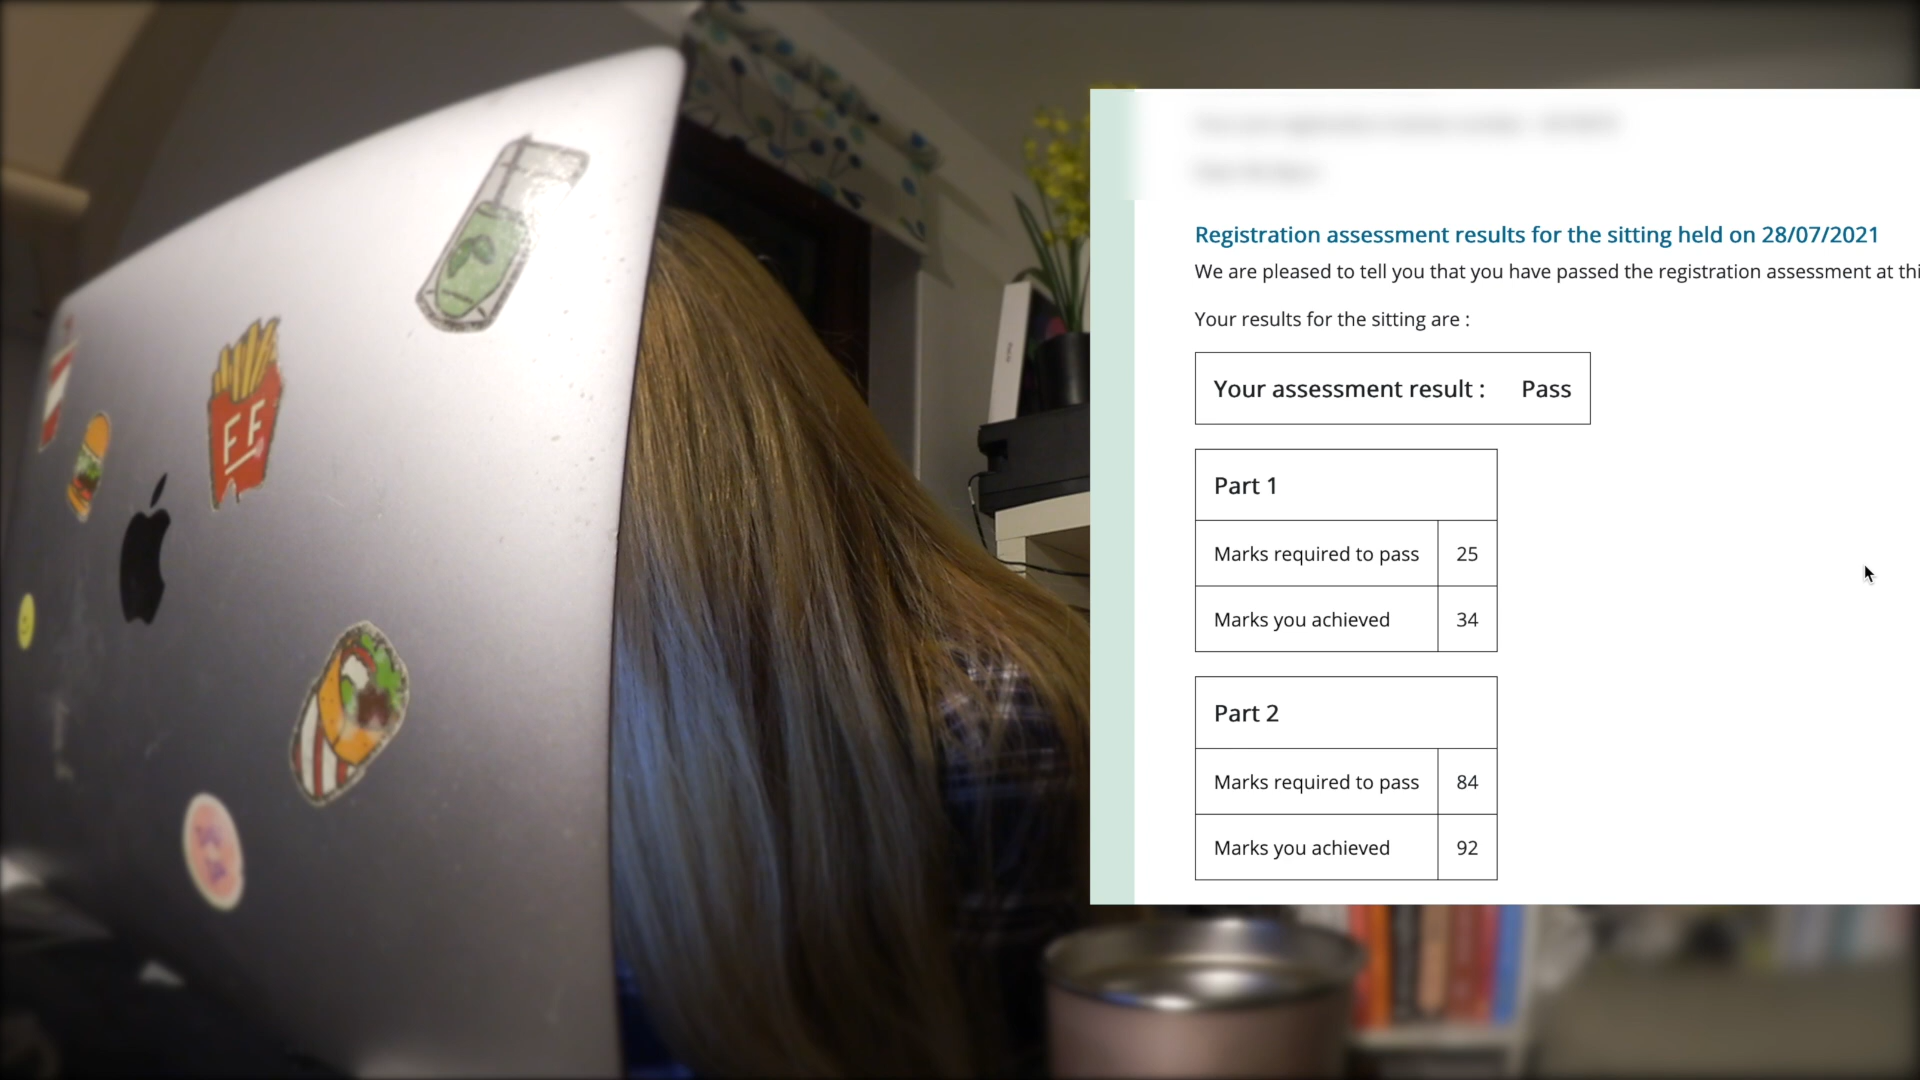 Registration assessment results for the sitting held on 28/07/2021
We are pleased to tell you that you have passed the registration assessment at thi
Your results for the sitting are :
Your assessment result : Pass
Part 1
Marks required to pass 25
Marks you achieved 34
Part 2
Marks required to pass 84
Marks you achieved 92
FF